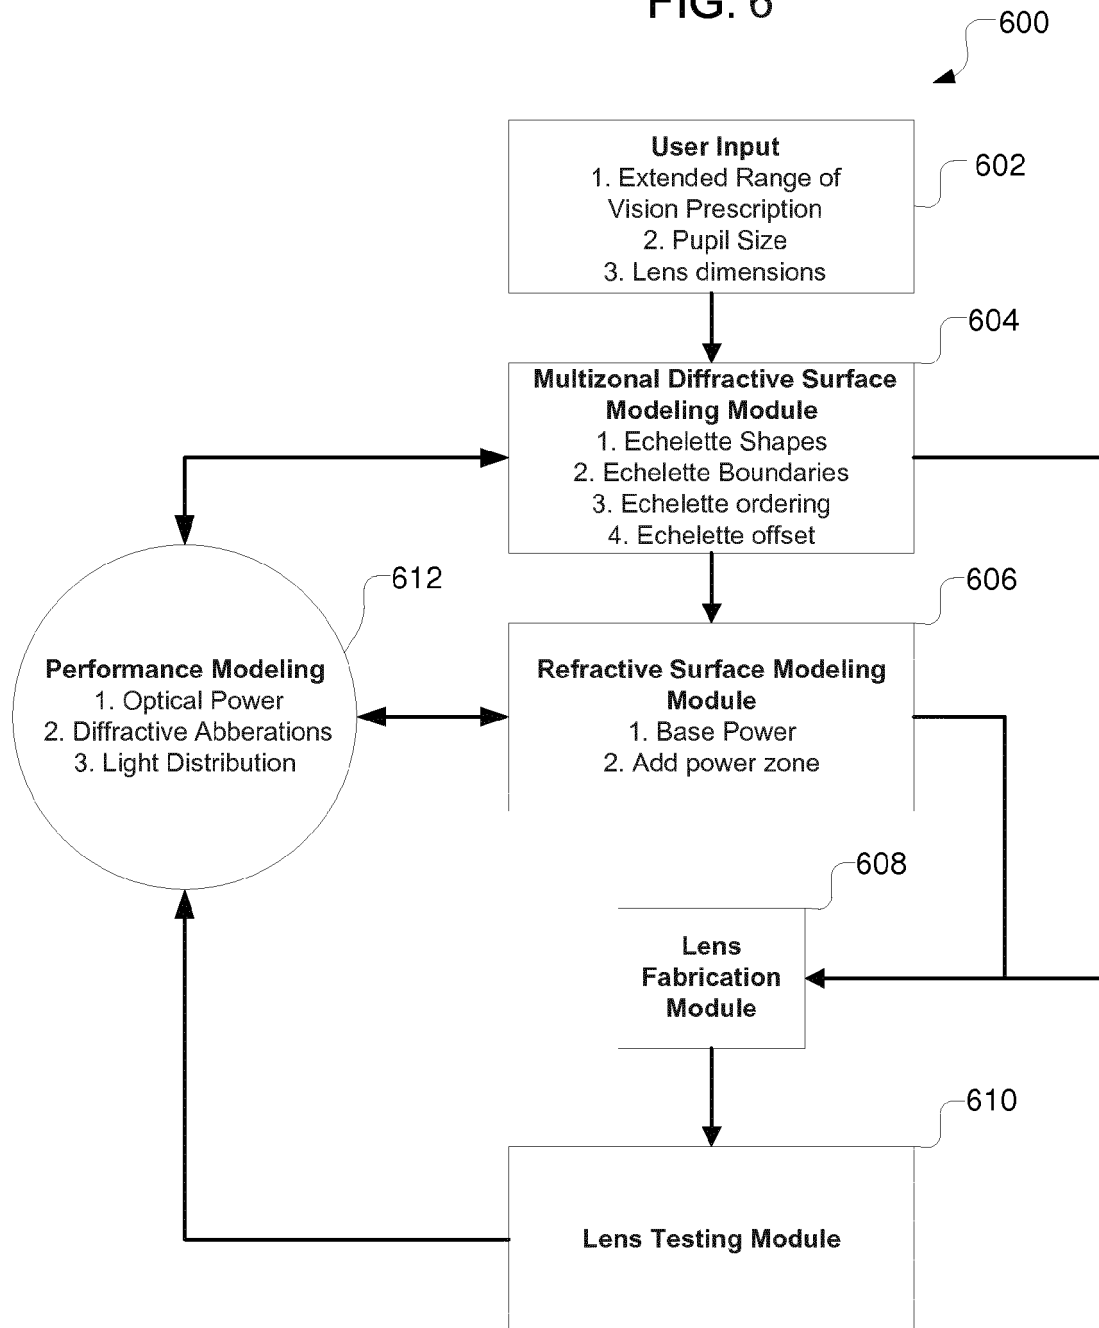 FIG. 6
600
User Input
1. Extended Range of
Vision Prescription
2. Pupil Size
3. Lens dimensions
602
604
Multizonal Diffractive Surface
Modeling Module
1. Echelette Shapes
2. Echelette Boundaries
3. Echelette ordering
4. Echelette offset
612
606
Performance Modeling
1. Optical Power
2. Diffractive Abberations
3. Light Distribution
Refractive Surface Modeling
Module
1. Base Power
2. Add power zone
608
Lens
Fabrication
Module
610
Lens Testing Module